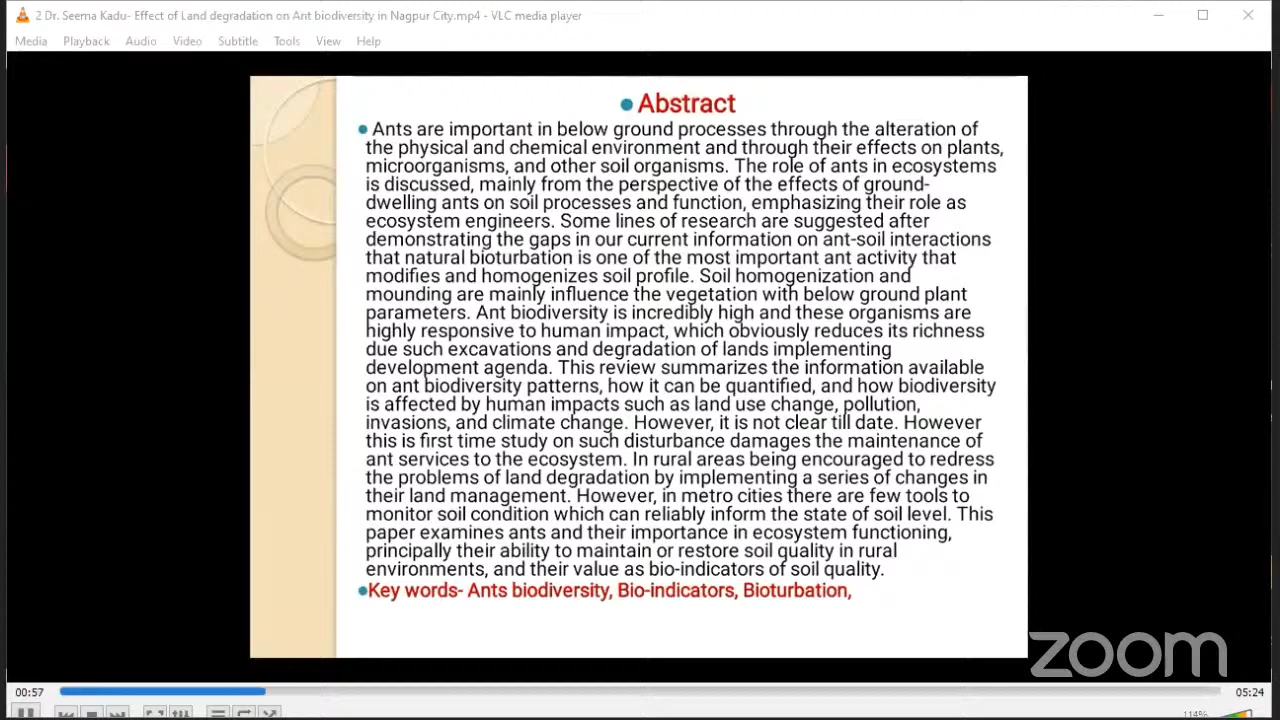 2 Dr. Seema Kadu- Effect of Land degradation on Ant biodiversity in Nagpur City.mp4 - VLC media player
Media Playback Audio Video Subtitle Tools View Help
Abstract
Ants are important in below ground processes through the alteration of
the physical and chemical environment and through their effects on plants,
microorganisms, and other soil organisms. The role of ants in ecosystems
is discussed, mainly from the perspective of the effects of ground-
dwelling ants on soil processes and function, emphasizing their role as
ecosystem engineers. Some lines of research are suggested after
demonstrating the gaps in our current information on ant-soil interactions
that natural bioturbation is one of the most important ant activity that
modifies and homogenizes soil profile. Soil homogenization and
mounding are mainly influence the vegetation with below ground plant
parameters. Ant biodiversity is incredibly high and these organisms are
highly responsive to human impact, which obviously reduces its richness
due such excavations and degradation of lands implementing
development agenda. This review summarizes the information available
on ant biodiversity patterns, how it can be quantified, and how biodiversity
is affected by human impacts such as land use change, pollution,
invasions, and climate change. However, it is not clear till date. However
this is first time study on such disturbance damages the maintenance of
ant services to the ecosystem. In rural areas being encouraged to redress
the problems of land degradation by implementing a series of changes in
their land management. However, in metro cities there are few tools to
monitor soil condition which can reliably inform the state of soil level. This
paper examines ants and their importance in ecosystem functioning,
principally their ability to maintain or restore soil quality in rural
environments, and their value as bio-indicators of soil quality.
Key words- Ants biodiversity, Bio-indicators, Bioturbation,
zoom
00:57
05:24
114%